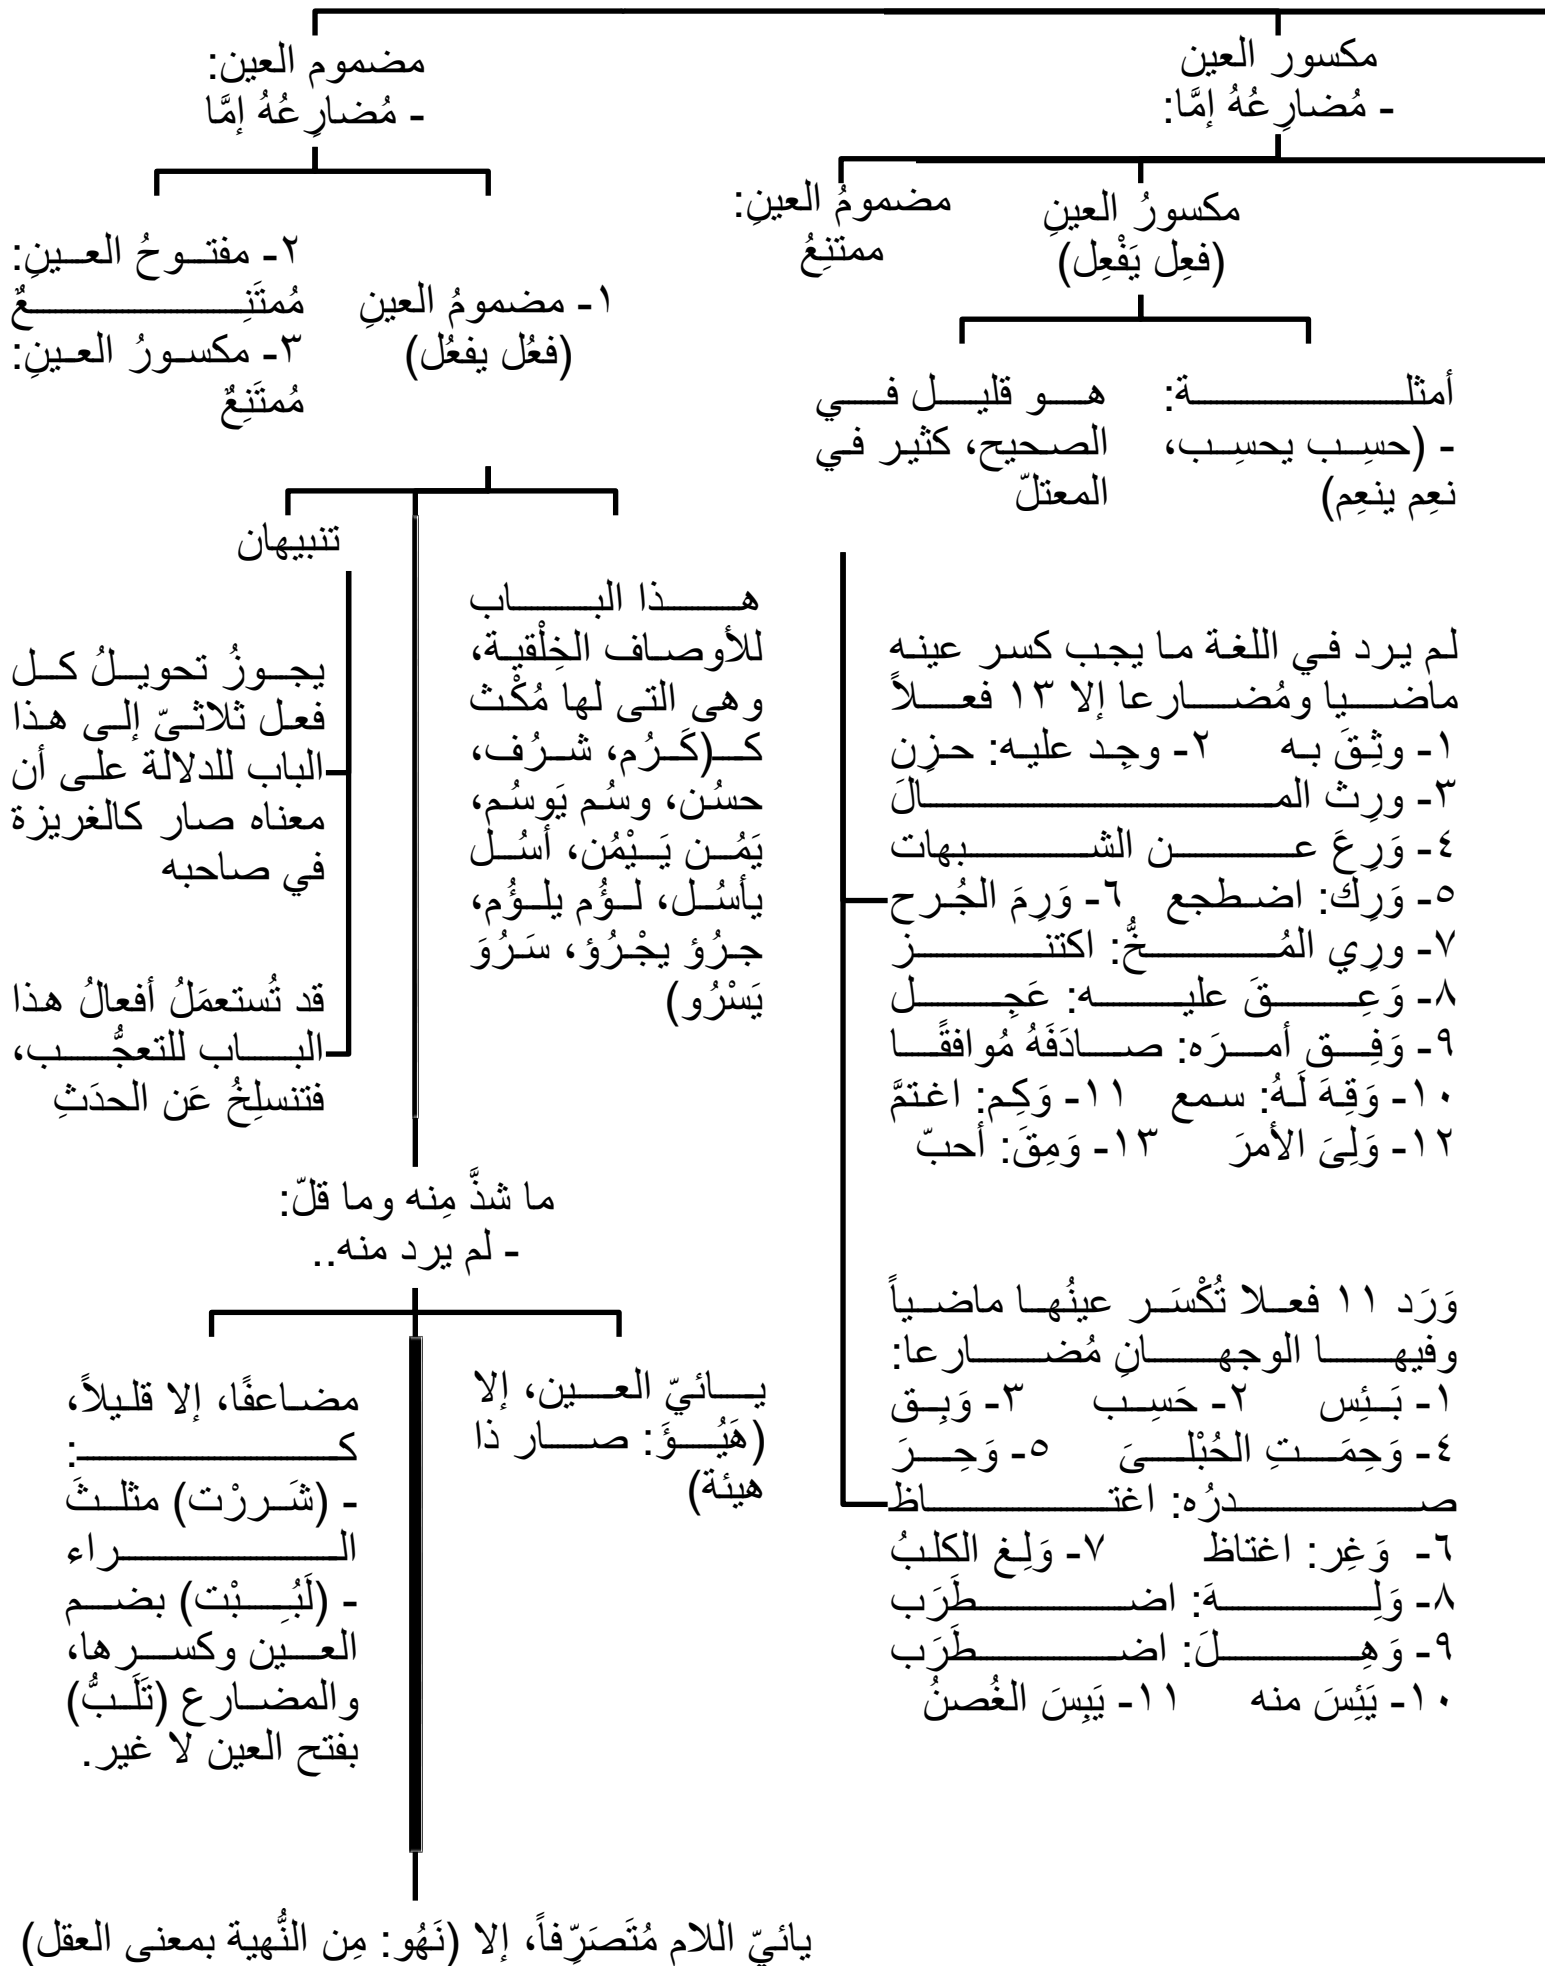 مكسور العين
- مُضارِعُهُ إمَّا:
مكسورُ العينِ
(فعِل يَفْعِل)
أمثلة:
- (حسِب يحسِب،
نعِم ينعِم)
هو قليل في
الصحيح، كثير في
المعتلّ
مضمومُ العينِ:
ممتنِعُ
لم يرد في اللغة ما يجب كسر عينه
ماضيا ومُضارعا إلا ١٣ فعلاً
١- وثِقَ به ٢- وجِد عليه: حزِن
٣- ورِث المالَ
٤- وَرِعَ عن الشبهات
٥- وَرِك: اضطجع ٦- وَرِمَ الجُرح
٧- ورِي المُخُّ: اكتنز
٨- وَعِقَ عليه: عَجِل
٩- وَفِق أمرَه: صادَفَهُ مُوافقًا
١٠- وَقِهَ لَهُ: سمع ١١- وَكِم: اغتمَّ
١٢- وَلِىَ الأمرَ ١٣- وَمِقَ: أحبّ
وَرَد ١١ فعلا تُكْسَر عينُها ماضياً
وفيها الوجهانِ مُضارعا:
١- بَئِس ٢- حَسِب ٣- وَبِق
٤- وَحِمَتِ الحُبْلىَ ٥- وَحِرَ
صدرُه: اغتاظ
٦- وَغِر: اغتاظ ٧- وَلِغ الكلبُ
٨- وَلِهَ: اضطَرَب
٩- وَهِلَ: اضطَرَب
١٠- يَئِسَ منه ١١- يَبِسَ الغُصنُ
مضموم العين:
- مُضارِعُهُ إمَّا
١- مضمومُ العينِ
(فعُل يفعُل)
٢- مفتوحُ العينِ:
مُمتَنِعٌ
٣- مكسورُ العينِ:
مُمتَنِعٌ
هذا الباب
للأوصاف الخِلْقية،
وهى التى لها مُكْث
كـ(كَرُم، شرُف،
حسُن، وسُم يَوسُم،
يَمُن يَيْمُن، أسُل
يأسُل، لؤُم يلؤُم،
جرُؤ يجْرُؤ، سَرُوَ
يَسْرُو)
تنبيهان
يجوزُ تحويلُ كل
فعل ثلاثيّ إلى هذا
الباب للدلالة على أن
معناه صار كالغريزة
في صاحبه
قد تُستعمَلُ أفعالُ هذا
الباب للتعجُّب،
فتنسلِخُ عَن الحدَثِ
ما شذَّ مِنه وما قلّ:
- لم يرد منه..
يائيّ العين، إلا
(هَيُؤَ: صار ذا
هيئة)
مضاعفًا، إلا قليلاً،
كـ:
- (شَررْت) مثلثَ
الراء
- (لَبُِبْت) بضم
العين وكسرها،
والمضارع (تَلَبُّ)
بفتح العين لا غير.
يائيّ اللام مُتَصَرِّفاً، إلا (نَهُو: مِن النُّهية بمعنى العقل)